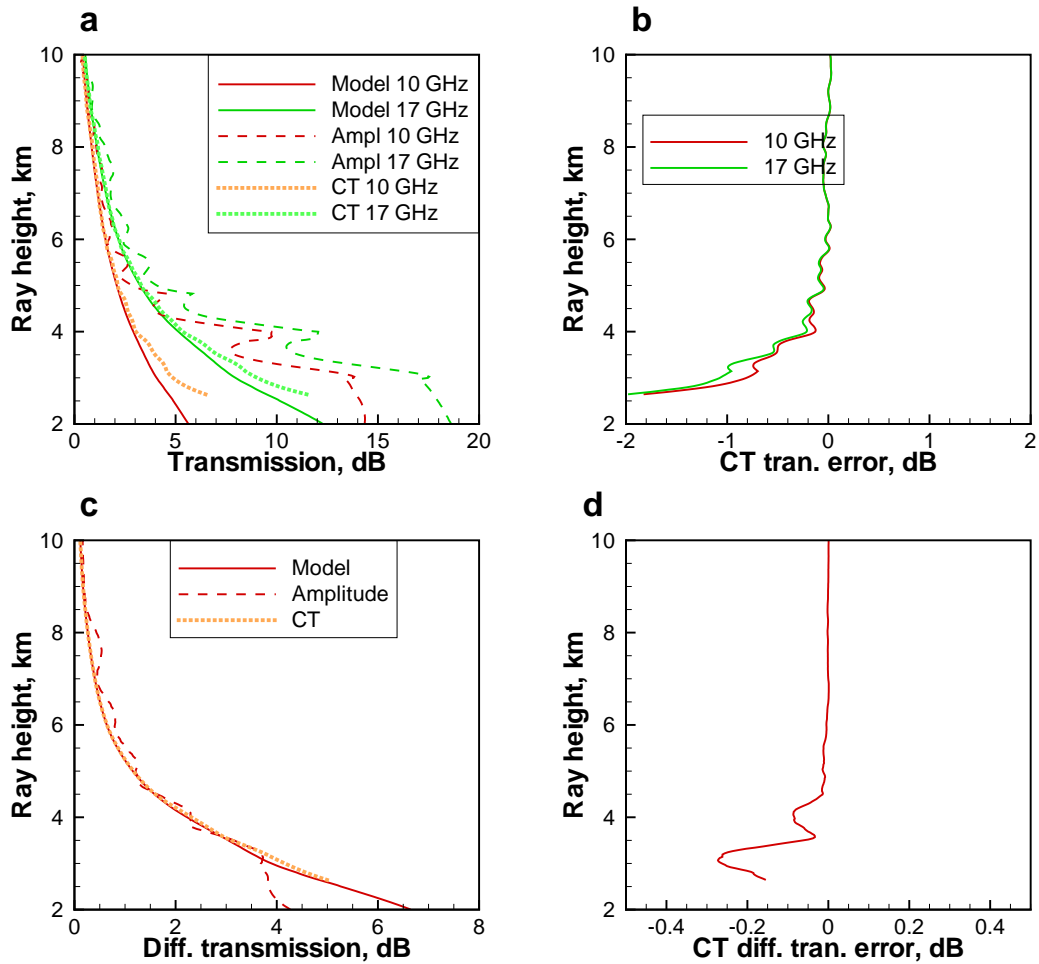 a
Ray height, km
10
8
6
4
2
0
5
10
15
20
Transmission, dB
Model 10 GHz
Model 17 GHz
Ampl 10 GHz
Ampl 17 GHz
CT 10 GHz
CT 17 GHz
b
Ray height, km
10
8
6
4
2
-2
-1
0
1
2
CT tran. error, dB
10 GHz
17 GHz
c
Ray height, km
10
8
6
4
2
0
2
4
6
8
Diff. transmission, dB
Model
Amplitude
CT
d
Ray height, km
10
8
6
4
2
-0.4
-0.2
0
0.2
0.4
CT diff. tran. error, dB